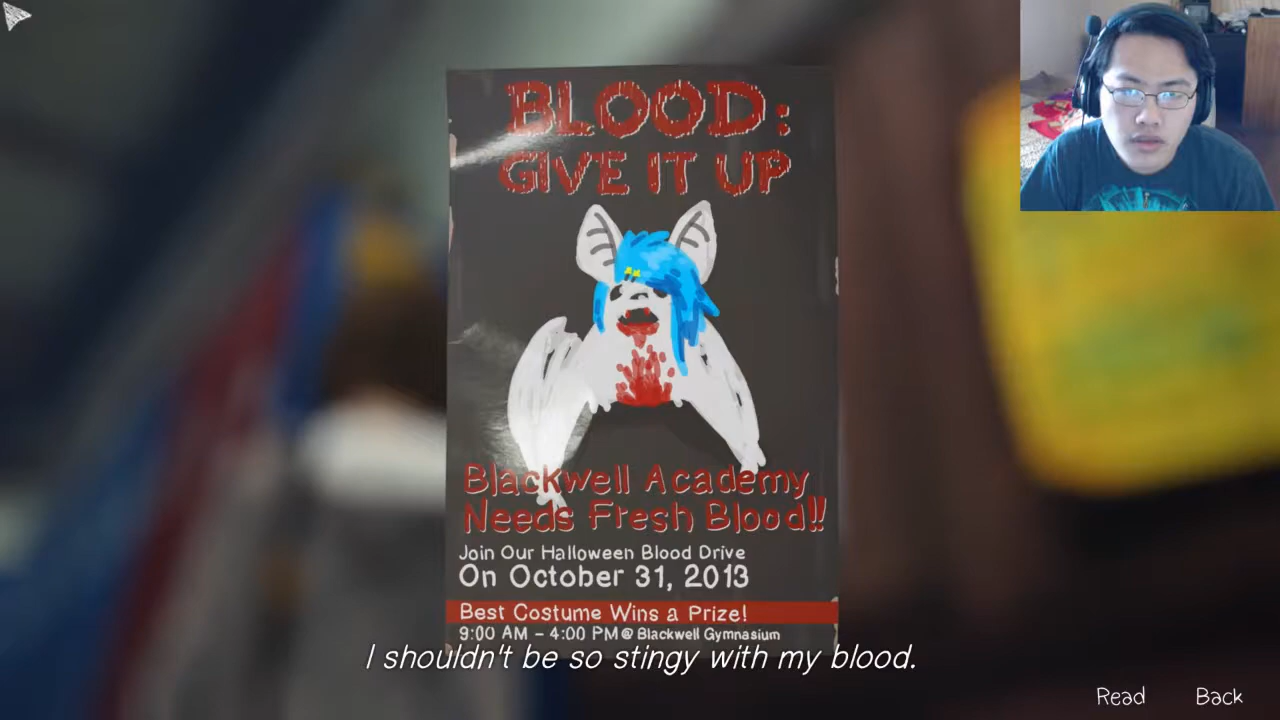 BLOOD:
GIVE IT UP
Blackwell Academy
Needs Fresh Blood!!
Join Our Halloween Blood Drive
On October 31, 2013
Best Costume Wins a Prize!
9:00 AM - 4:00 PM @ Blackwell Gymnasium
I shouldn't be so stingy with my blood.
Read Back